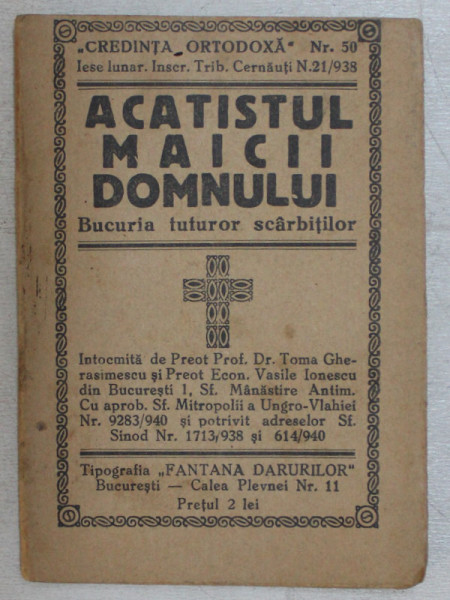 „CREDINȚA ORTODOXĂ" Nr. 50
Iese lunar. Inscr. Trib. Cernăuți N.21/938
ACATISTUL
MAICII
DOMNULUI
Bucuria tuturor scârbiților
Intocmită de Preot Prof. Dr. Toma Ghe-
rasimescu și Preot Econ. Vasile Ionescu
din București I, Sf. Mânăstire Antim.
Cu aprob. Sf. Mitropolii a Ungro-Vlahiei
Nr. 9283/940 și potrivit adreselor Sf.
Sinod Nr. 1713/938 și 614/940
Tipografia „FANTANA DARURILOR"
București — Calea Plevnei Nr. 11
Prețul 2 lei